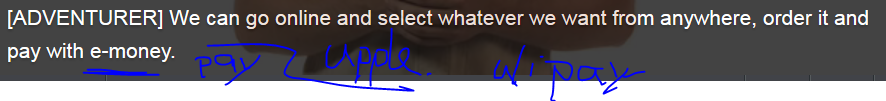 [ADVENTURER] We can go online and select whatever we want from anywhere, order it and
pay with e-money.
pay apple. Wipay